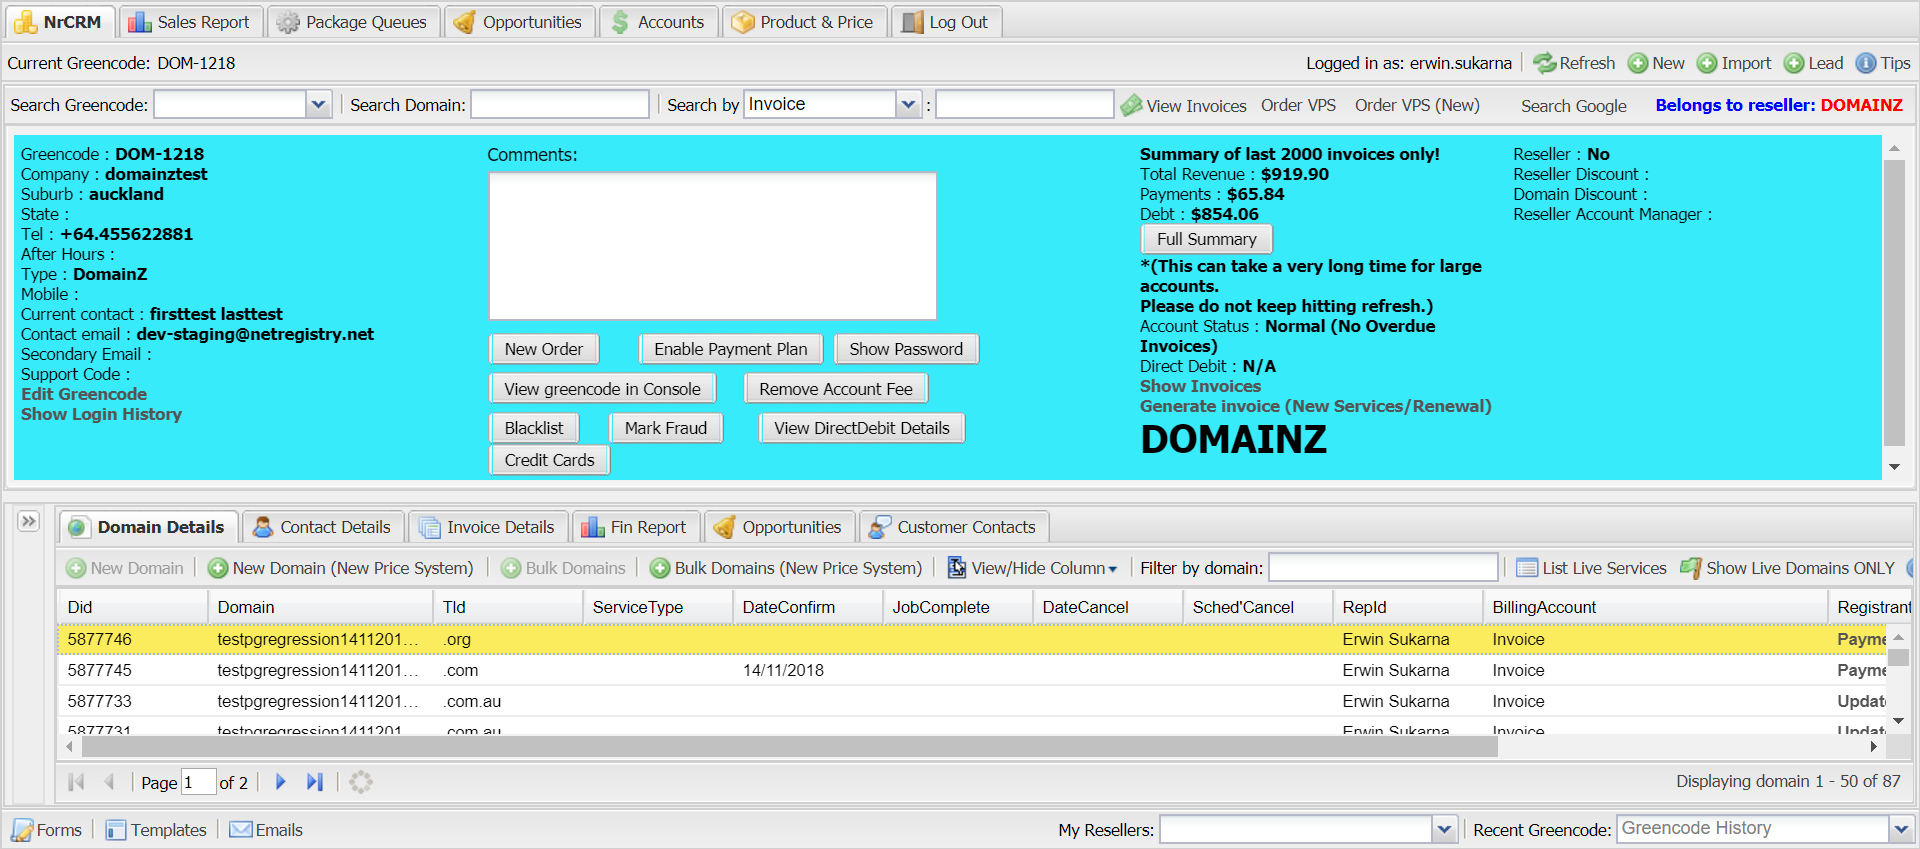 NrCRM Sales Report Package Queues Opportunities Accounts Product & Price Log Out
Current Greencode: DOM-1218 Logged in as: erwin.sukarna Refresh New Import Lead Tips
Search Greencode: Search Domain: Search by Invoice : View Invoices Order VPS Order VPS (New) Search Google Belongs to reseller: DOMAINZ
Greencode : DOM-1218
Company : domainztest
Suburb : auckland
State :
Tel : +64.455622881
After Hours :
Type : DomainZ
Mobile :
Current contact : firsttest lasttest
Contact email : dev-staging@netregistry.net
Secondary Email :
Support Code :
Edit Greencode
Show Login History
Comments:
New Order Enable Payment Plan Show Password
View greencode in Console Remove Account Fee
Blacklist Mark Fraud View DirectDebit Details
Credit Cards
Summary of last 2000 invoices only!
Total Revenue : $919.90
Payments : $65.84
Debt : $854.06
Full Summary
*(This can take a very long time for large
accounts.
Please do not keep hitting refresh.)
Account Status : Normal (No Overdue
Invoices)
Direct Debit : N/A
Show Invoices
Generate invoice (New Services/Renewal)
DOMAINZ
Reseller : No
Reseller Discount :
Domain Discount :
Reseller Account Manager :
Domain Details Contact Details Invoice Details Fin Report Opportunities Customer Contacts
New Domain New Domain (New Price System) Bulk Domains Bulk Domains (New Price System) View/Hide Column Filter by domain: List Live Services Show Live Domains ONLY
Did Domain Tld ServiceType DateConfirm JobComplete DateCancel Sched'Cancel RepId BillingAccount Registrant
5877746 testpgregression1411201... .org Erwin Sukarna Invoice Payme
5877745 testpgregression1411201... .com 14/11/2018 Erwin Sukarna Invoice Payme
5877733 testpgregression1411201... .com.au Erwin Sukarna Invoice Updat
5877731 testpgregression1411201... .com.au Erwin Sukarna Invoice Updat
Page 1 of 2 Displaying domain 1 - 50 of 87
Forms Templates Emails My Resellers: Recent Greencode: Greencode History